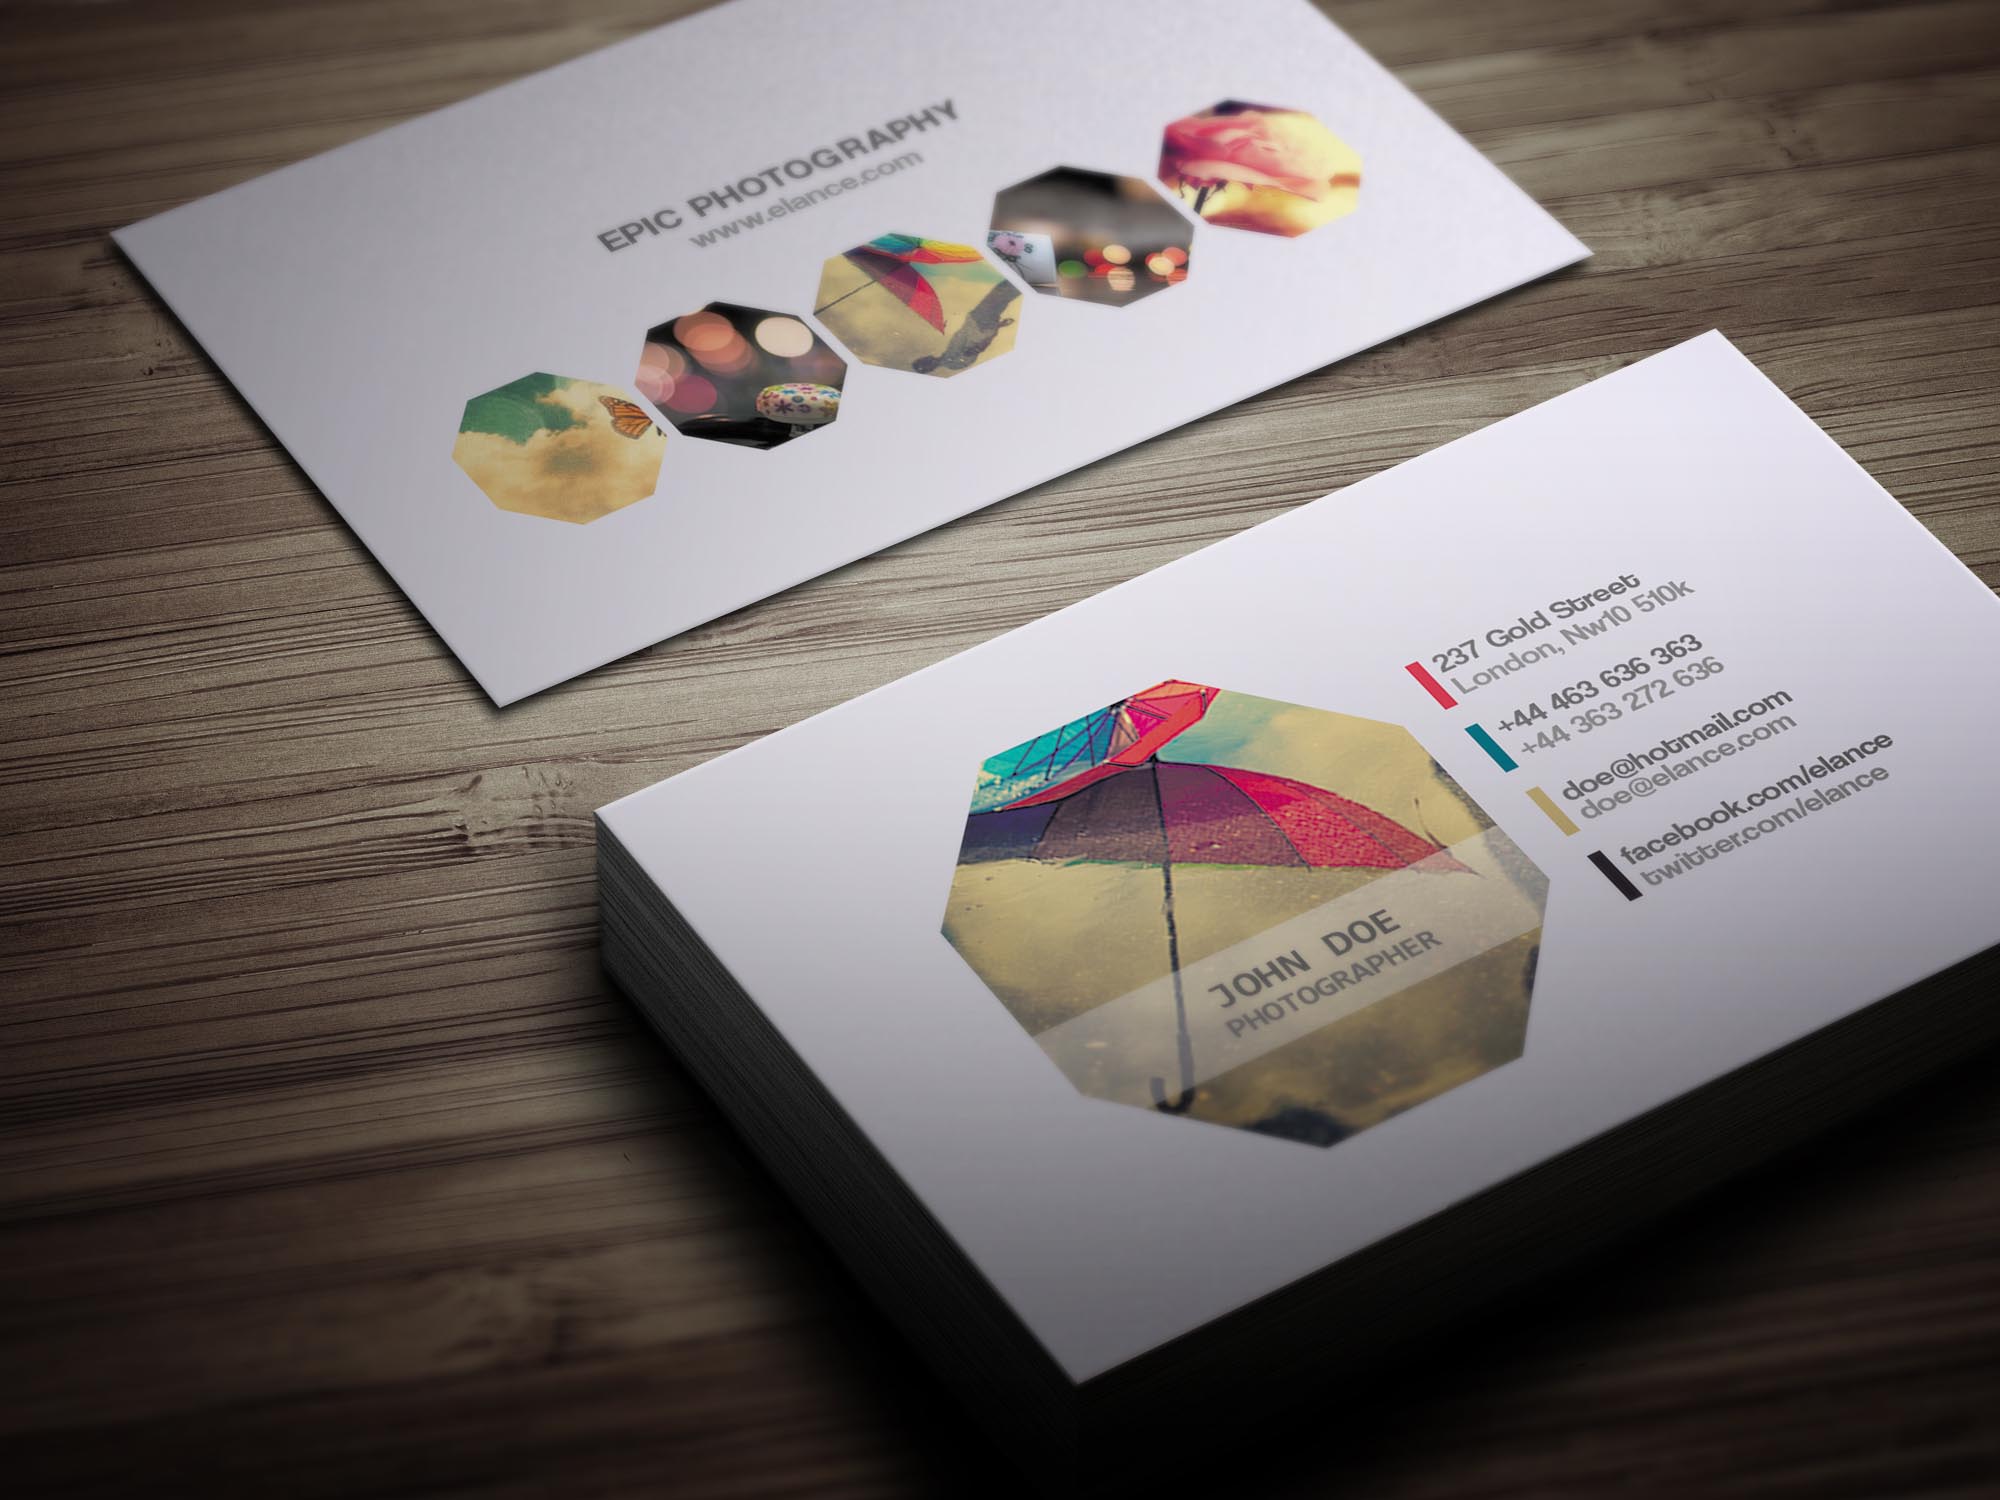 EPIC PHOTOGRAPHY
www.elance.com
237 Gold Street
London, Nw10 510k
+44 463 636 363
+44 363 272 636
doe@hotmail.com
doe@elance.com
facebook.com/elance
twitter.com/elance
JOHN DOE
PHOTOGRAPHER